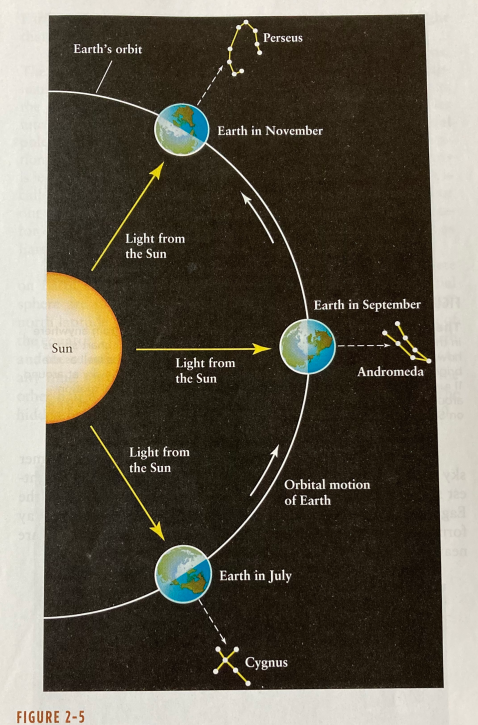 Perseus
Earth's orbit
Earth in November
Light from
the Sun
Earth in September
Sun
Light from
the Sun
Andromeda
Light from
the Sun
Orbital motion
of Earth
Earth in July
Cygnus
FIGURE 2-5